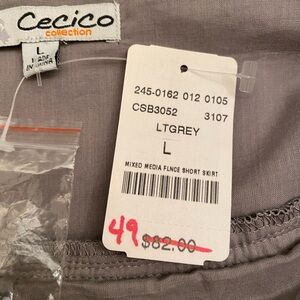 Cecico
collection
L
MADE
IN CHINA
245-0162 012 0105
CSB3052 3107
LTGREY
L
MIXED MEDIA FLNCE SHORT SKIRT
49 $82.00